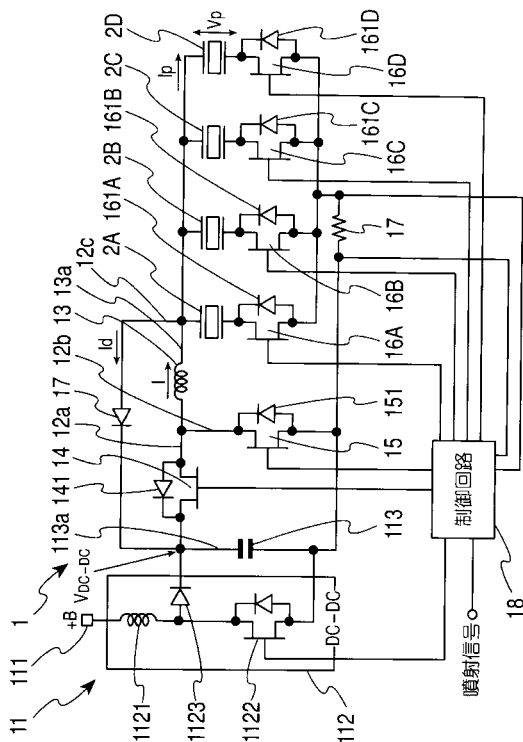 11
111
+B
1121
1123
1122
112
DC-DC
1
VDC-DC
113a
113
141
14
12a
17
Id
12b
I
13
13a
12c
2A
161A
2B
161B
2C
2D
Ip
Vp
151
15
16A
16B
17
16C
161C
16D
161D
制御回路
18
噴射信号